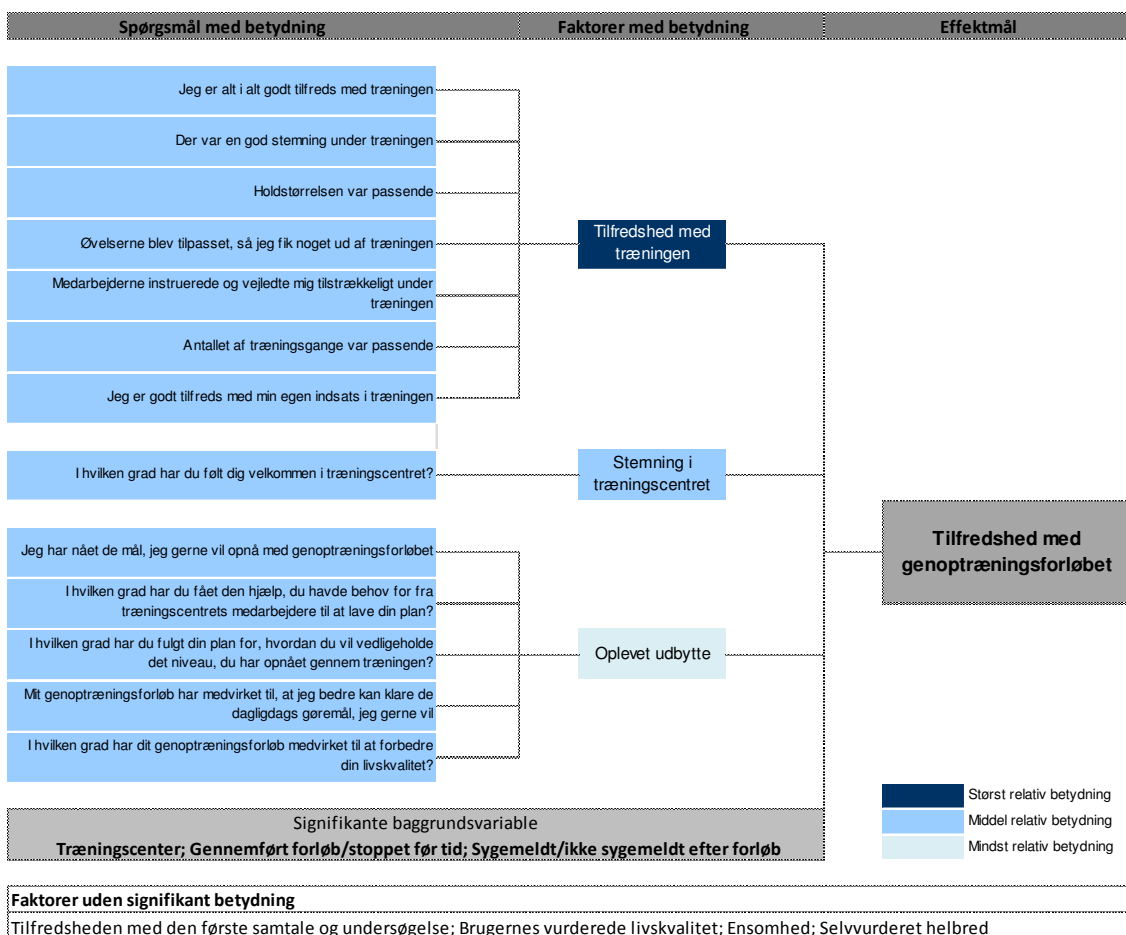 Spørgsmål med betydning
Faktorer med betydning
Effektmål
Jeg er alt i alt godt tilfreds med træningen
Der var en god stemning under træningen
Holdstørrelsen var passende
Øvelserne blev tilpasset, så jeg fik noget ud af træningen
Medarbejderne instruerede og vejledte mig tilstrækkeligt under
træningen
Antallet af træningsgange var passende
Jeg er godt tilfreds med min egen indsats i træningen
Tilfredshed med
træningen
I hvilken grad har du følt dig velkommen i træningscentret?
Stemning i
træningscentret
Jeg har nået de mål, jeg gerne vil opnå med genoptræningsforløbet
I hvilken grad har du fået den hjælp, du havde behov for fra
træningscentrets medarbejdere til at lave din plan?
I hvilken grad har du fulgt din plan for, hvordan du vil vedligeholde
det niveau, du har opnået gennem træningen?
Mit genoptræningsforløb har medvirket til, at jeg bedre kan klare de
dagligdags gøremål, jeg gerne vil
I hvilken grad har dit genoptræningsforløb medvirket til at forbedre
din livskvalitet?
Oplevet udbytte
Tilfredshed med
genoptræningsforløbet
Størst relativ betydning
Middel relativ betydning
Mindst relativ betydning
Signifikante baggrundsvariable
Træningscenter; Gennemført forløb/stoppet før tid; Sygemeldt/ikke sygemeldt efter forløb
Faktorer uden signifikant betydning
Tilfredsheden med den første samtale og undersøgelse; Brugernes vurderede livskvalitet; Ensomhed; Selvvurderet helbred